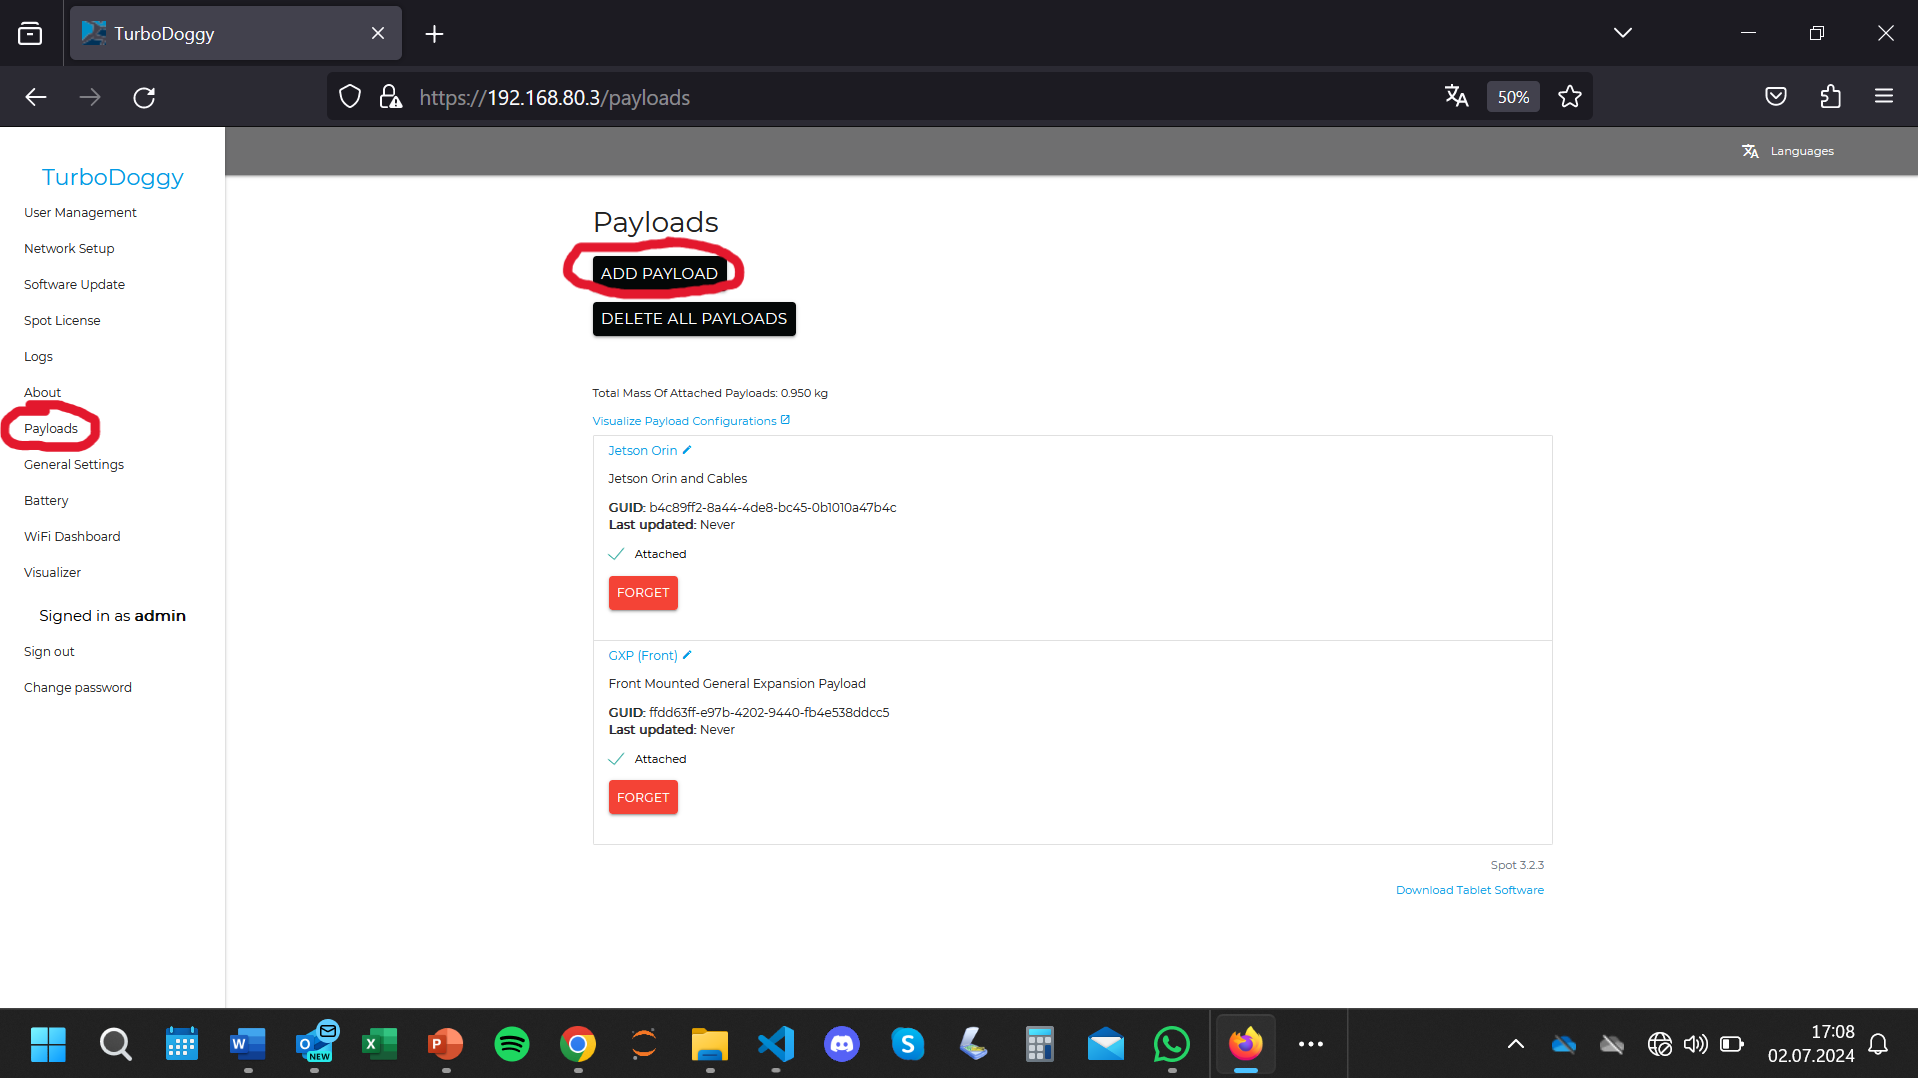 TurboDoggy
https://192.168.80.3/payloads
50%
Languages
TurboDoggy
User Management
Network Setup
Software Update
Spot License
Logs
About
Payloads
General Settings
Battery
WiFi Dashboard
Visualizer
Signed in as admin
Sign out
Change password
Payloads
ADD PAYLOAD
DELETE ALL PAYLOADS
Total Mass Of Attached Payloads: 0.950 kg
Visualize Payload Configurations
Jetson Orin
Jetson Orin and Cables
GUID: b4c89ff2-8a44-4de8-bc45-0b1010a47b4c
Last updated: Never
Attached
FORGET
GXP (Front)
Front Mounted General Expansion Payload
GUID: ffdd63ff-e97b-4202-9440-fb4e538ddcc5
Last updated: Never
Attached
FORGET
Spot 3.2.3
Download Tablet Software
W
O
NEW
X
P
S
17:08
02.07.2024